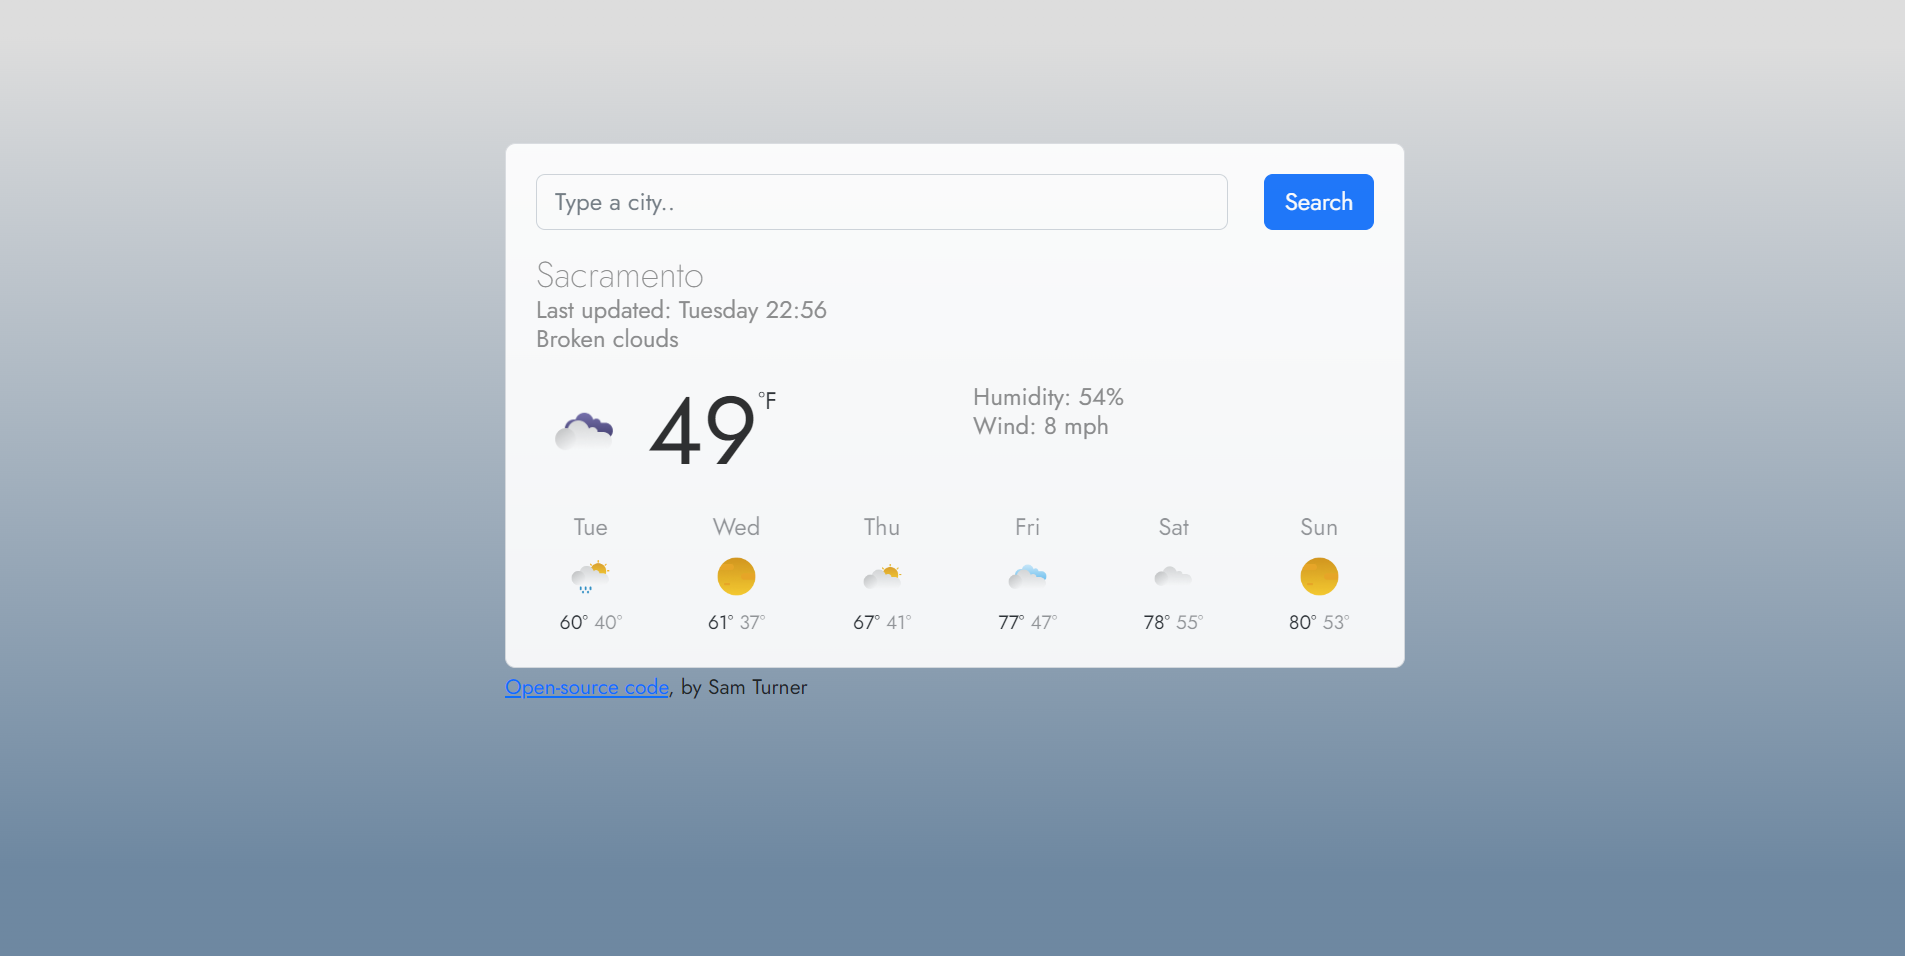 Type a city..
Search
Sacramento
Last updated: Tuesday 22:56
Broken clouds
49°F
Humidity: 54%
Wind: 8 mph
Tue Wed Thu Fri Sat Sun
60° 40° 61° 37° 67° 41° 77° 47° 78° 55° 80° 53°
Open-source code, by Sam Turner